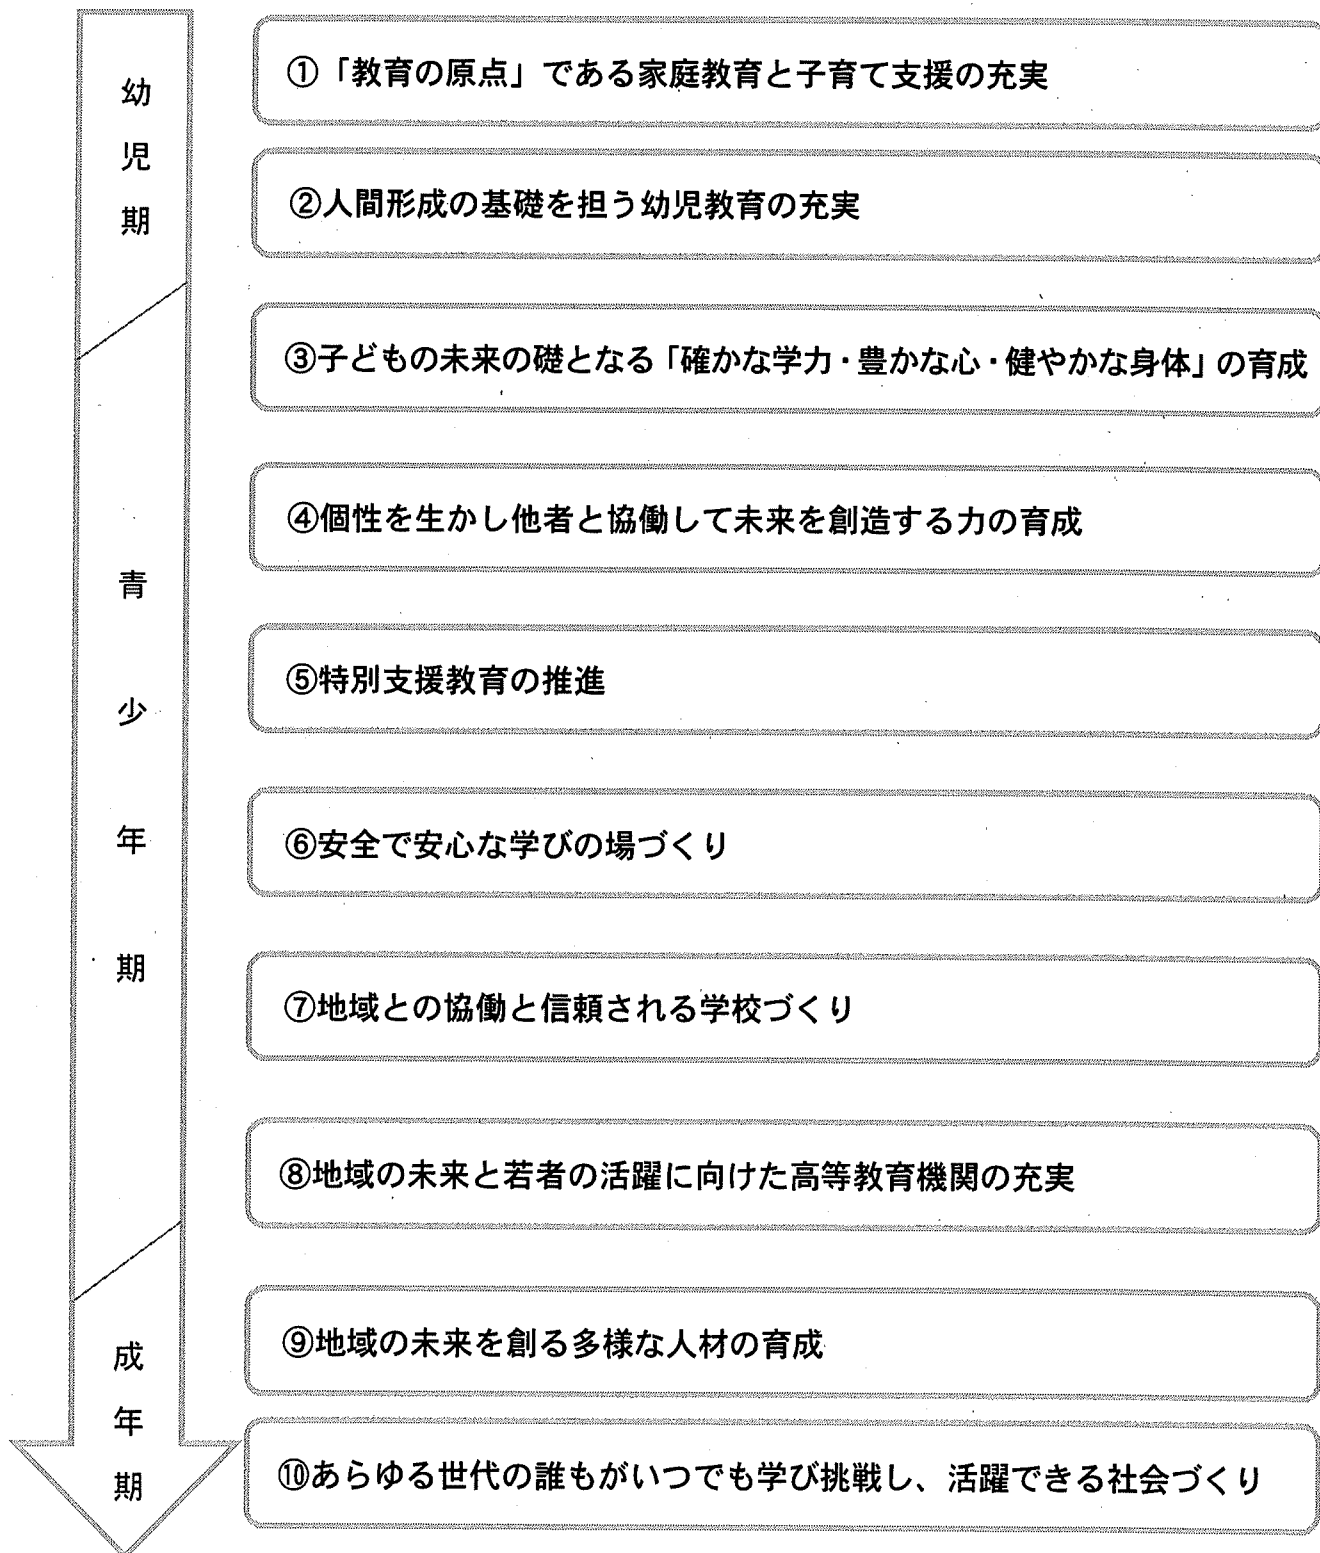 幼児期
①「教育の原点」である家庭教育と子育て支援の充実
②人間形成の基礎を担う幼児教育の充実
青少年期
③子どもの未来の礎となる「確かな学力・豊かな心・健やかな身体」の育成
④個性を生かし他者と協働して未来を創造する力の育成
⑤特別支援教育の推進
⑥安全で安心な学びの場づくり
⑦地域との協働と信頼される学校づくり
⑧地域の未来と若者の活躍に向けた高等教育機関の充実
成年期
⑨地域の未来を創る多様な人材の育成
⑩あらゆる世代の誰もがいつでも学び挑戦し、活躍できる社会づくり